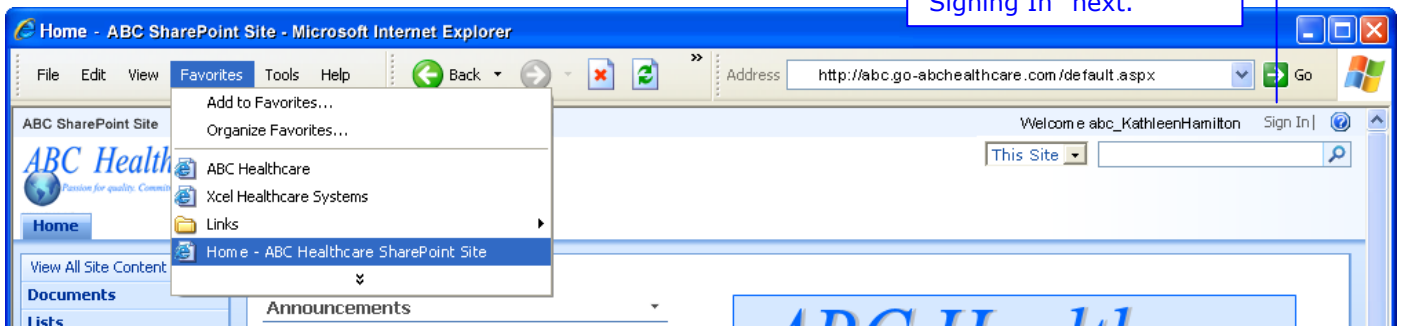 Signing In" next.
Home - ABC SharePoint Site - Microsoft Internet Explorer
File Edit View Favorites Tools Help Back » Address http://abc.go-abchealthcare.com/default.aspx Go
Add to Favorites...
Organize Favorites...
ABC Healthcare
Xcel Healthcare Systems
Links
Home - ABC Healthcare SharePoint Site
ABC SharePoint Site Welcome abc_KathleenHamilton Sign In|
This Site
ABC Health
Passion for quality.
Home
View All Site Content
Documents
Lists
Announcements
ABC Health